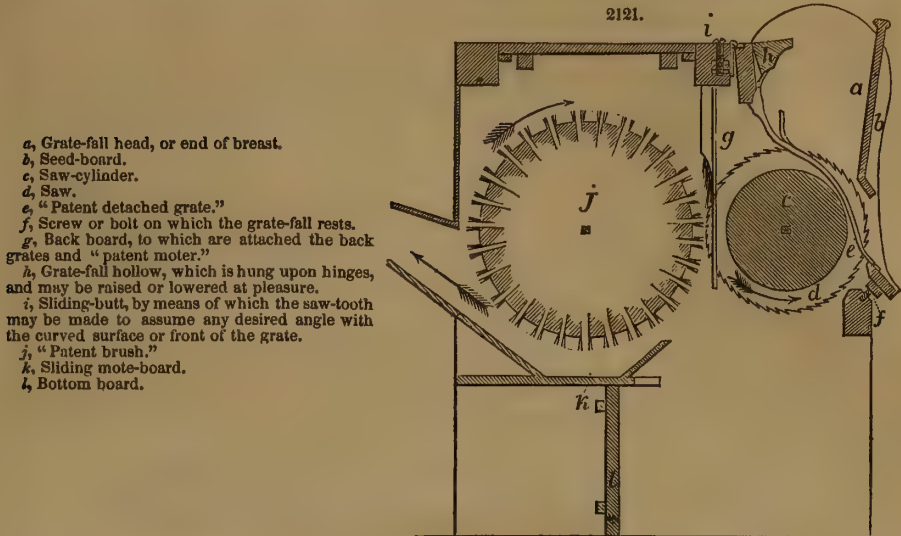 2121.
a, Grate-fall head, or end of breast.
b, Seed-board.
c, Saw-cylinder.
d, Saw.
e, "Patent detached grate."
f, Screw or bolt on which the grate-fall rests.
g, Back board, to which are attached the back
grates and "patent moter."
h, Grate-fall hollow, which is hung upon hinges,
and may be raised or lowered at pleasure.
i, Sliding-butt, by means of which the saw-tooth
may be made to assume any desired angle with
the curved surface or front of the grate.
j, "Patent brush."
k, Sliding mote-board.
l, Bottom board.
i
h
a
b
g
j
c
e
d
f
k